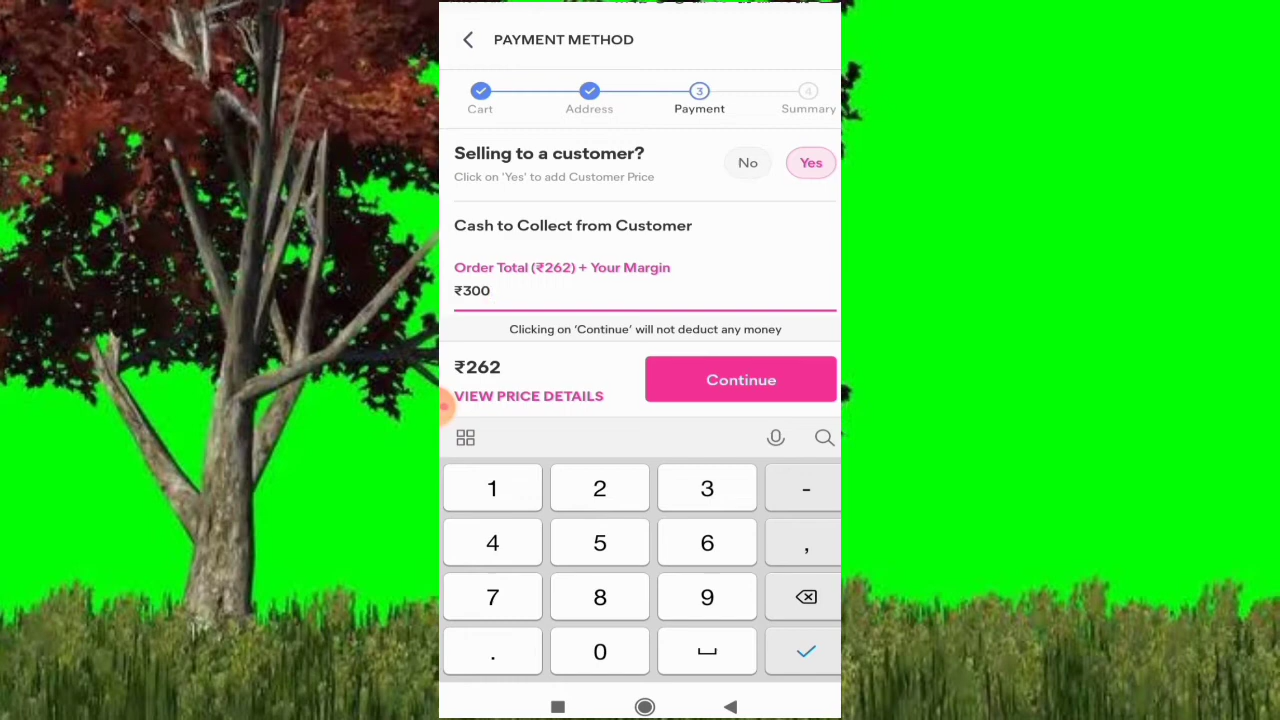 PAYMENT METHOD
3
4
Cart
Address
Payment
Summary
Selling to a customer?
No
Yes
Click on 'Yes' to add Customer Price
Cash to Collect from Customer
Order Total (₹262) + Your Margin
₹300
Clicking on 'Continue' will not deduct any money
₹262
Continue
VIEW PRICE DETAILS
1
2
3
-
4
5
6
,
7
8
9
.
0